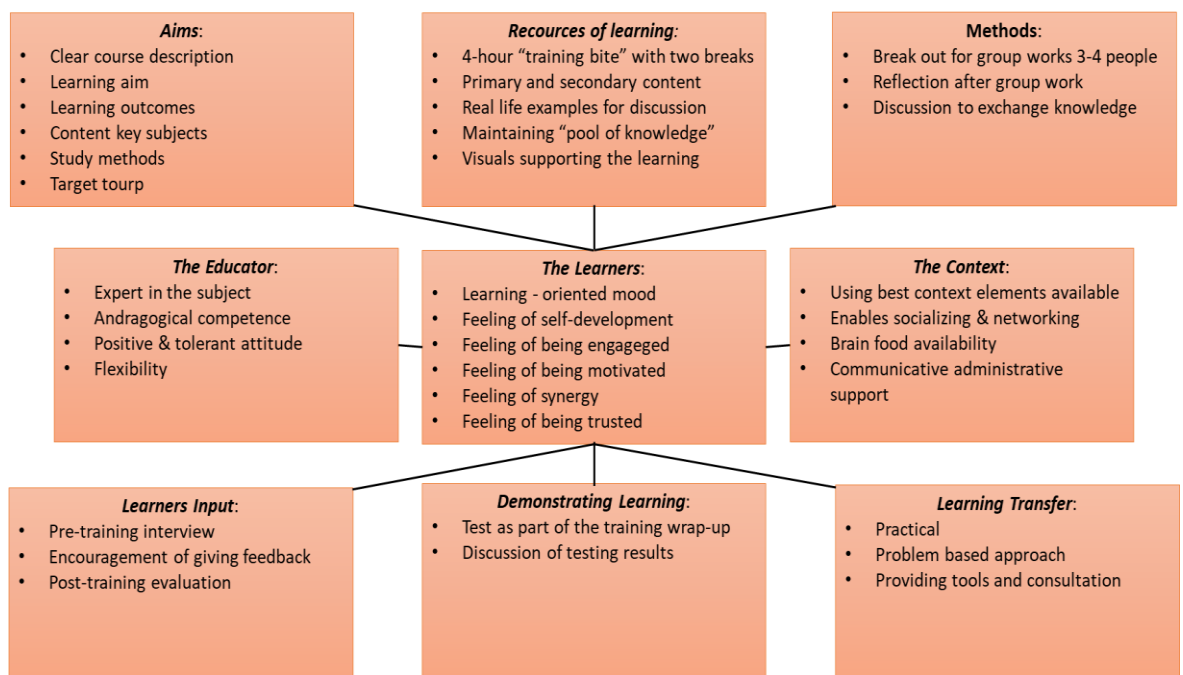 Aims:
• Clear course description
• Learning aim
• Learning outcomes
• Content key subjects
• Study methods
• Target tourp
Recources of learning:
• 4-hour “training bite” with two breaks
• Primary and secondary content
• Real life examples for discussion
• Maintaining “pool of knowledge”
• Visuals supporting the learning
Methods:
• Break out for group works 3-4 people
• Reflection after group work
• Discussion to exchange knowledge
The Educator:
• Expert in the subject
• Andragogical competence
• Positive & tolerant attitude
• Flexibility
The Learners:
• Learning - oriented mood
• Feeling of self-development
• Feeling of being engageged
• Feeling of being motivated
• Feeling of synergy
• Feeling of being trusted
The Context:
• Using best context elements available
• Enables socializing & networking
• Brain food availability
• Communicative administrative
support
Learners Input:
• Pre-training interview
• Encouragement of giving feedback
• Post-training evaluation
Demonstrating Learning:
• Test as part of the training wrap-up
• Discussion of testing results
Learning Transfer:
• Practical
• Problem based approach
• Providing tools and consultation